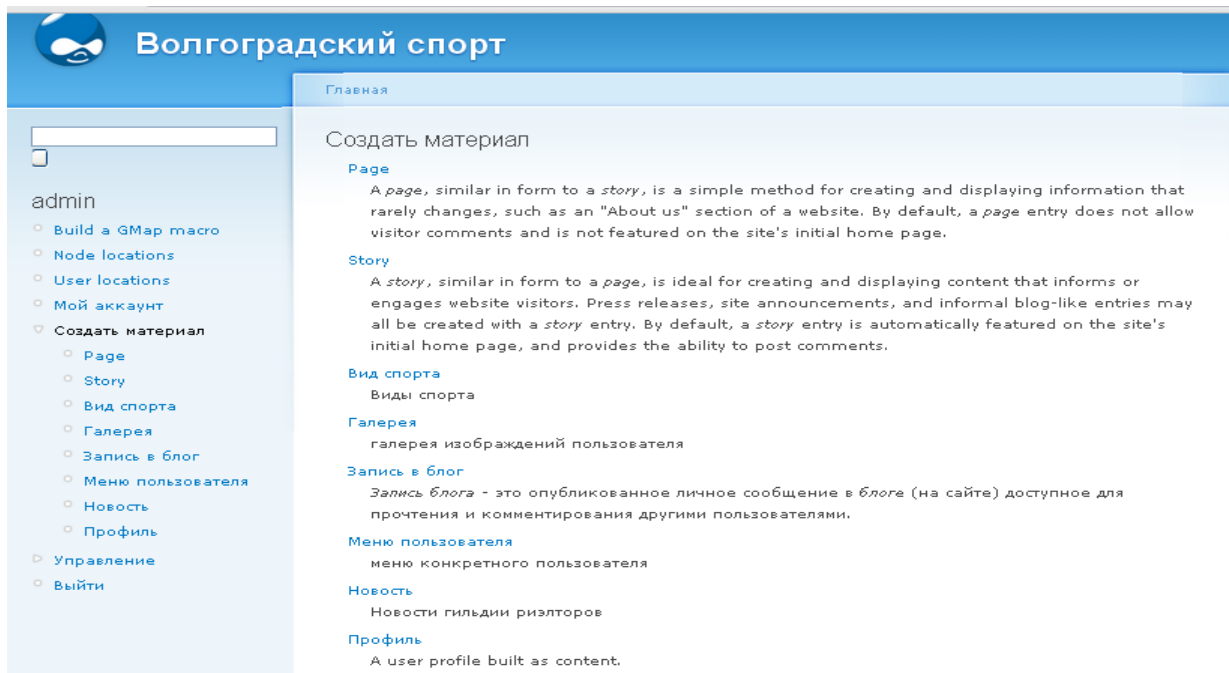 Волгоградский спорт
Главная
admin
Build a GMap macro
Node locations
User locations
Мой аккаунт
Создать материал
Page
Story
Вид спорта
Галерея
Запись в блог
Меню пользователя
Новость
Профиль
Управление
Выйти
Создать материал
Page
A page, similar in form to a story, is a simple method for creating and displaying information that
rarely changes, such as an "About us" section of a website. By default, a page entry does not allow
visitor comments and is not featured on the site's initial home page.
Story
A story, similar in form to a page, is ideal for creating and displaying content that informs or
engages website visitors. Press releases, site announcements, and informal blog-like entries may
all be created with a story entry. By default, a story entry is automatically featured on the site's
initial home page, and provides the ability to post comments.
Вид спорта
Виды спорта
Галерея
галерея изображений пользователя
Запись в блог
Запись блога - это опубликованное личное сообщение в блоге (на сайте) доступное для
прочтения и комментирования другими пользователями.
Меню пользователя
меню конкретного пользователя
Новость
Новости гильдии риэлторов
Профиль
A user profile built as content.